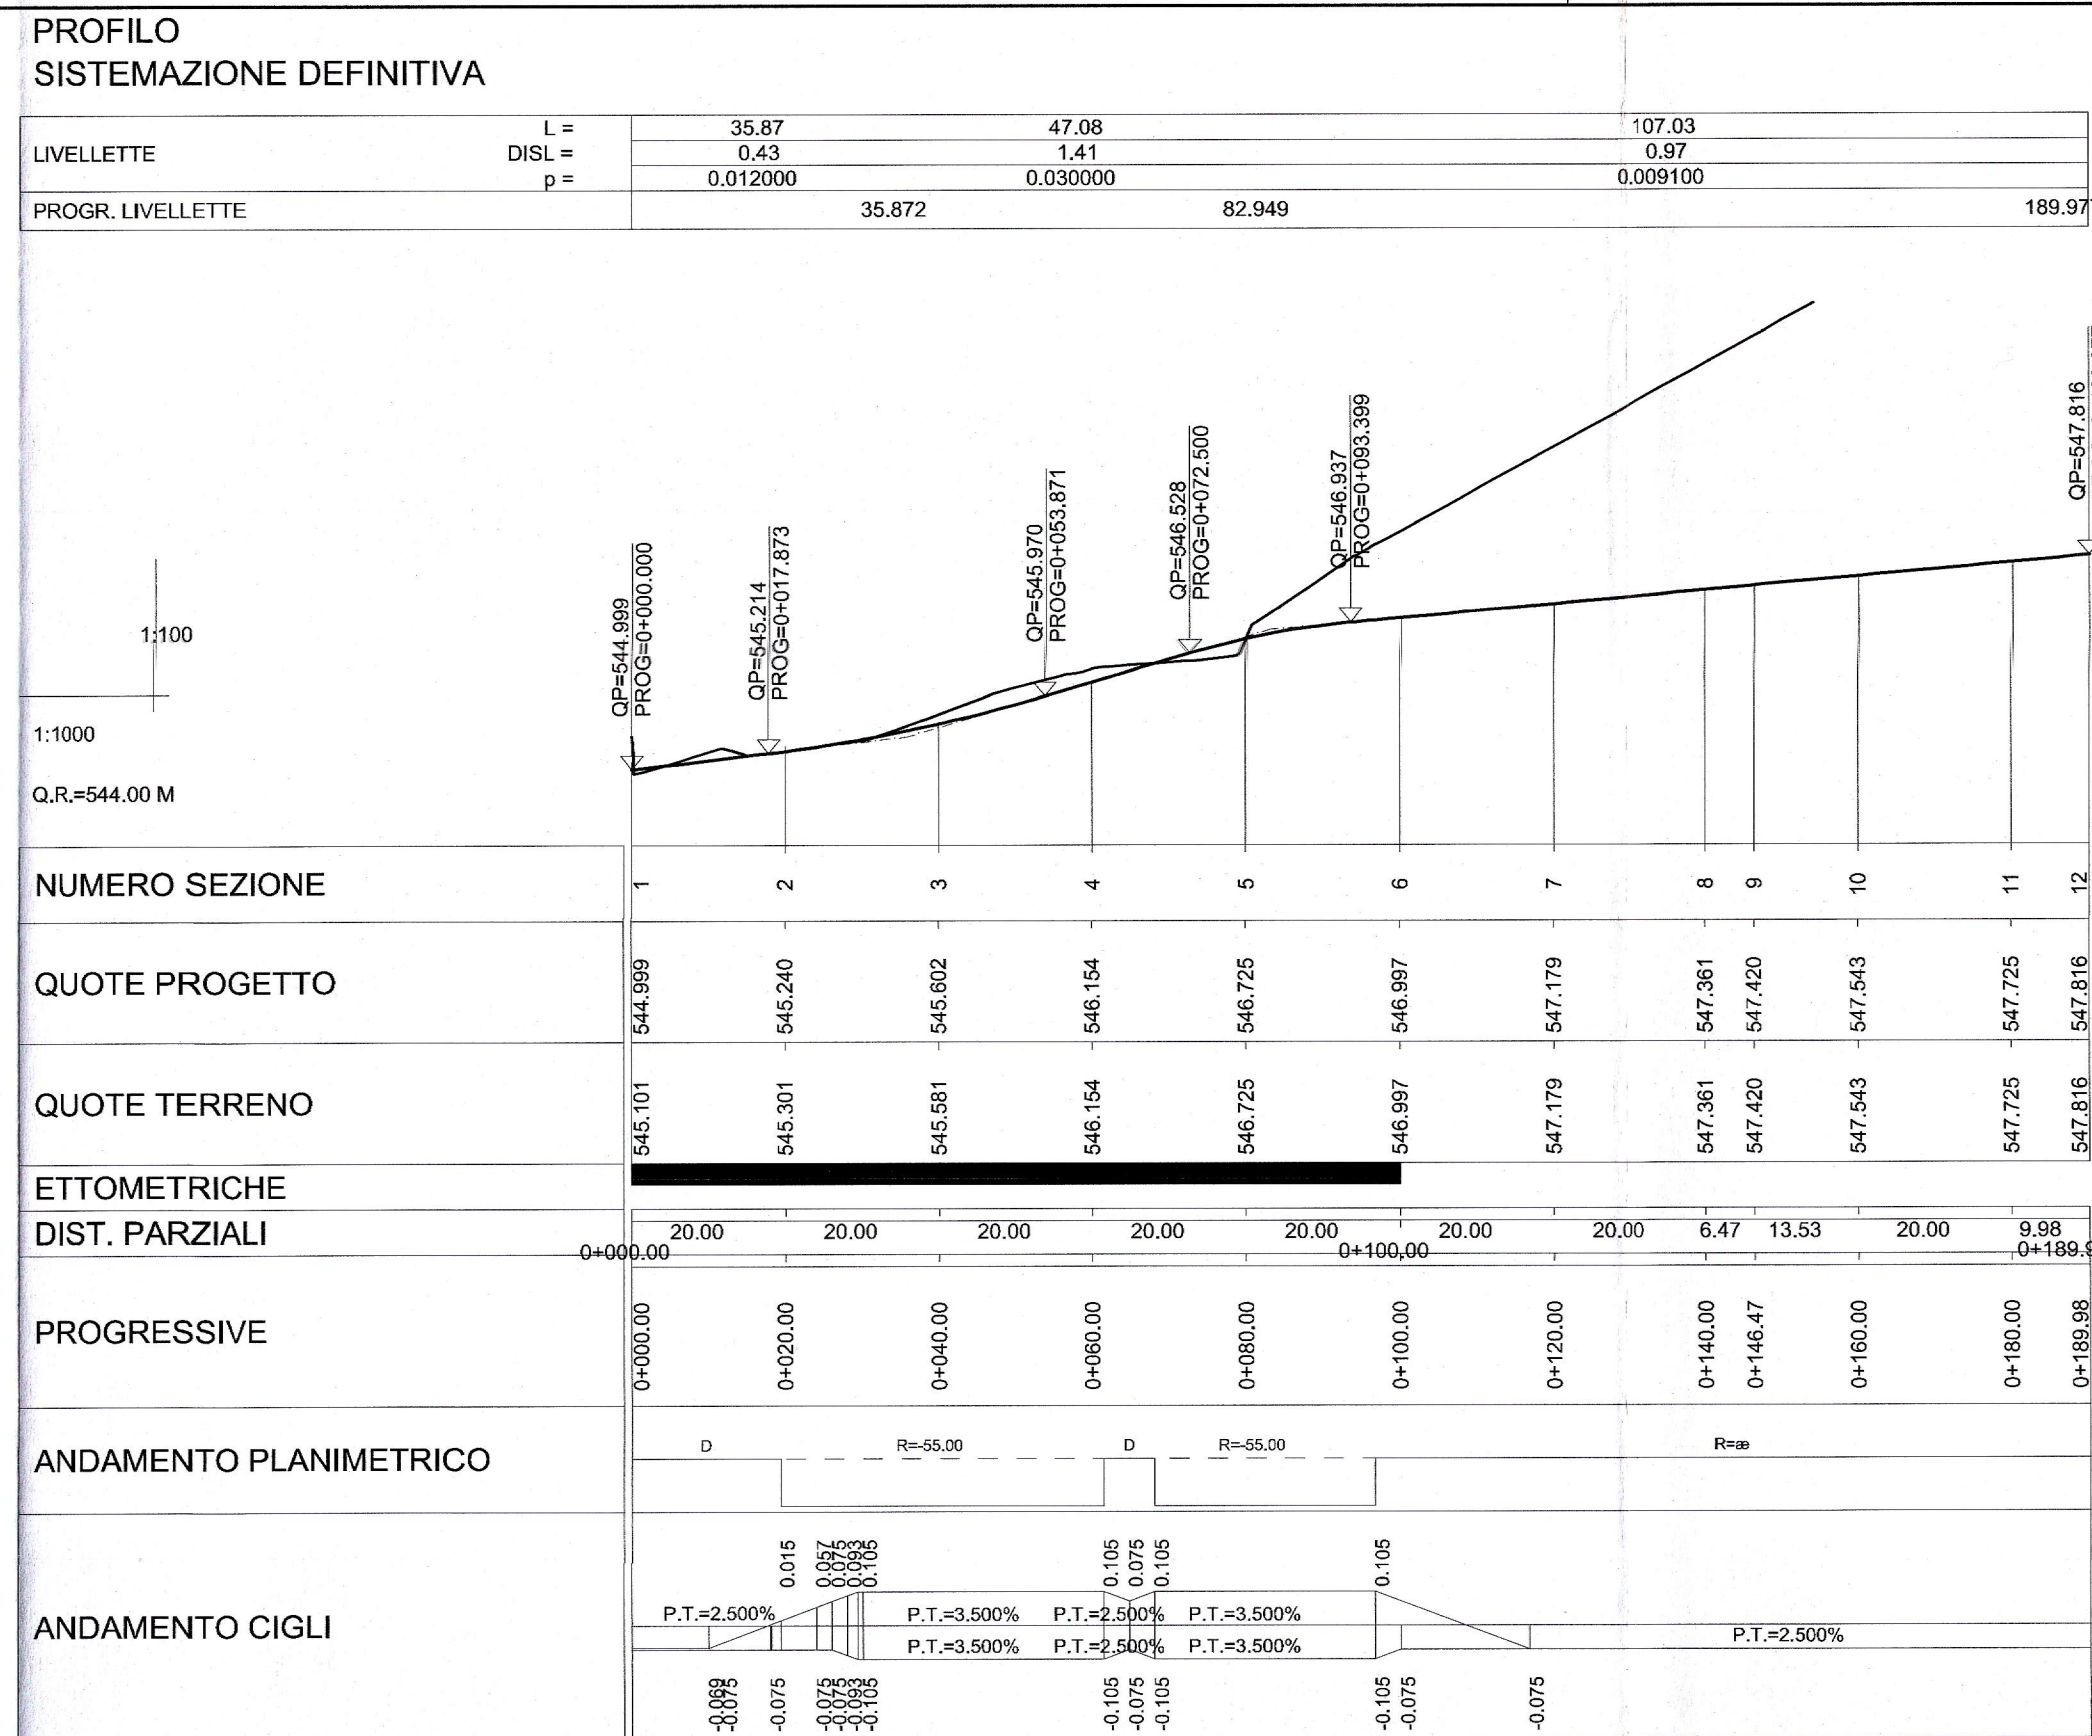 PROFILO
SISTEMAZIONE DEFINITIVA
L = 35.87 47.08 107.03
LIVELLETTE DISL = 0.43 1.41 0.97
p = 0.012000 0.030000 0.009100
PROGR. LIVELLETTE 35.872 82.949 189.97
QP=544.999
PROG=0+000.000
QP=545.214
PROG=0+017.873
QP=545.970
PROG=0+053.871
QP=546.528
PROG=0+072.500
QP=546.937
PROG=0+093.399
QP=547.816
1:100
1:1000
Q.R.=544.00 M
NUMERO SEZIONE 1 2 3 4 5 6 7 8 9 10 11 12
QUOTE PROGETTO 544.999 545.240 545.602 546.154 546.725 546.997 547.179 547.361 547.420 547.543 547.725 547.816
QUOTE TERRENO 545.101 545.301 545.581 546.154 546.725 546.997 547.179 547.361 547.420 547.543 547.725 547.816
ETTOMETRICHE
DIST. PARZIALI 20.00 20.00 20.00 20.00 20.00 20.00 20.00 6.47 13.53 20.00 9.98
0+000.00 0+100.00 0+189.9
PROGRESSIVE 0+000.00 0+020.00 0+040.00 0+060.00 0+080.00 0+100.00 0+120.00 0+140.00 0+146.47 0+160.00 0+180.00 0+189.98
ANDAMENTO PLANIMETRICO D R=-55.00 D R=-55.00 R=æ
0.015 0.057 0.075 0.093 0.105 0.105 0.075 0.105 0.105
P.T.=2.500% P.T.=3.500% P.T.=2.500% P.T.=3.500%
ANDAMENTO CIGLI P.T.=3.500% P.T.=2.500% P.T.=3.500% P.T.=2.500%
-0.069 -0.075 -0.075 -0.075 -0.075 -0.093 -0.105 -0.105 -0.075 -0.105 -0.105 -0.075 -0.075